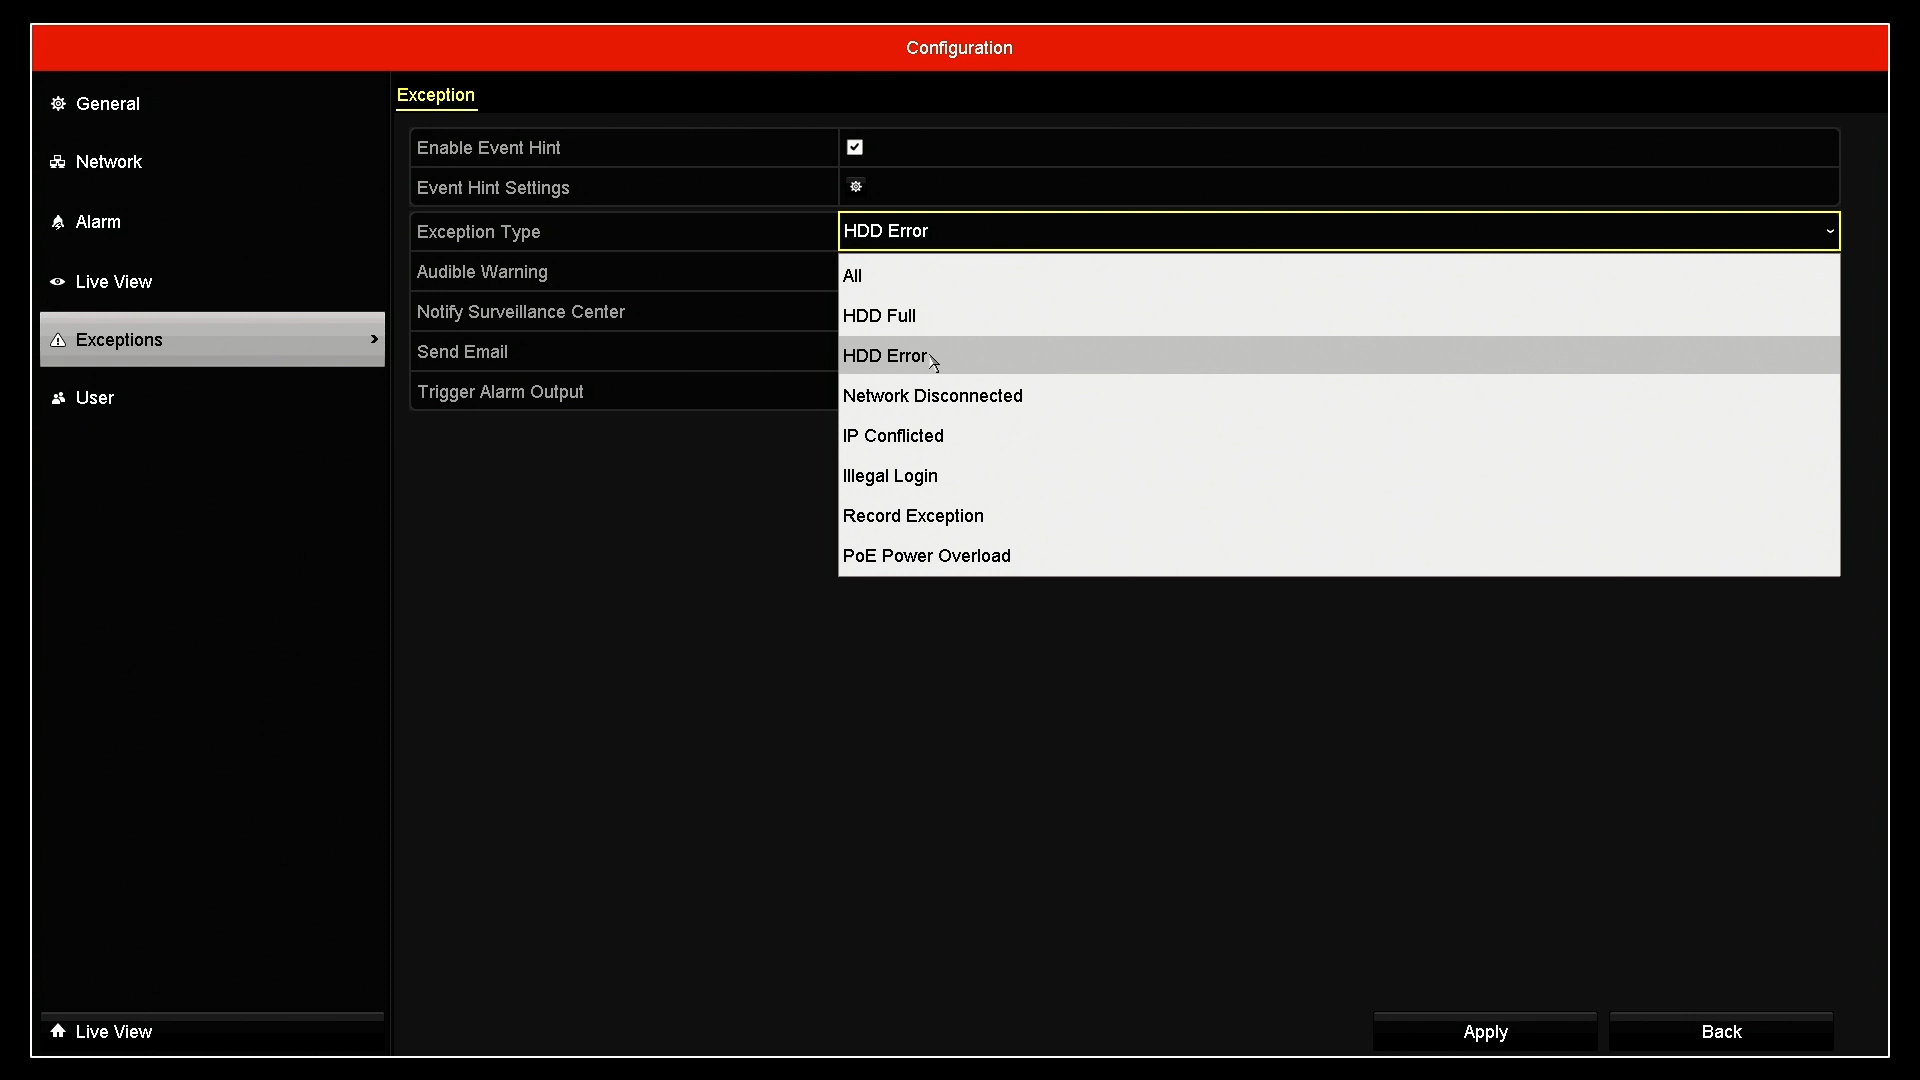 Configuration
General
Network
Alarm
Live View
Exceptions
User
Live View
Exception
Enable Event Hint
Event Hint Settings
Exception Type HDD Error
Audible Warning
Notify Surveillance Center
Send Email
Trigger Alarm Output
All
HDD Full
HDD Error
Network Disconnected
IP Conflicted
Illegal Login
Record Exception
PoE Power Overload
Apply Back